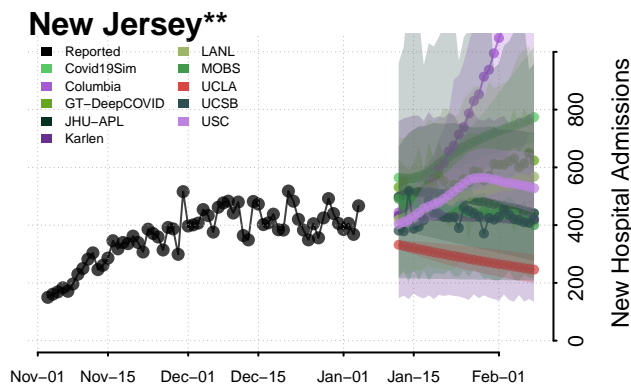 New Jersey**
Reported
Covid19Sim
Columbia
GT−DeepCOVID
JHU−APL
Karlen
LANL
MOBS
UCLA
UCSB
USC
0
200
400
600
800
New Hospital Admissions
Nov−01
Nov−15
Dec−01
Dec−15
Jan−01
Jan−15
Feb−01